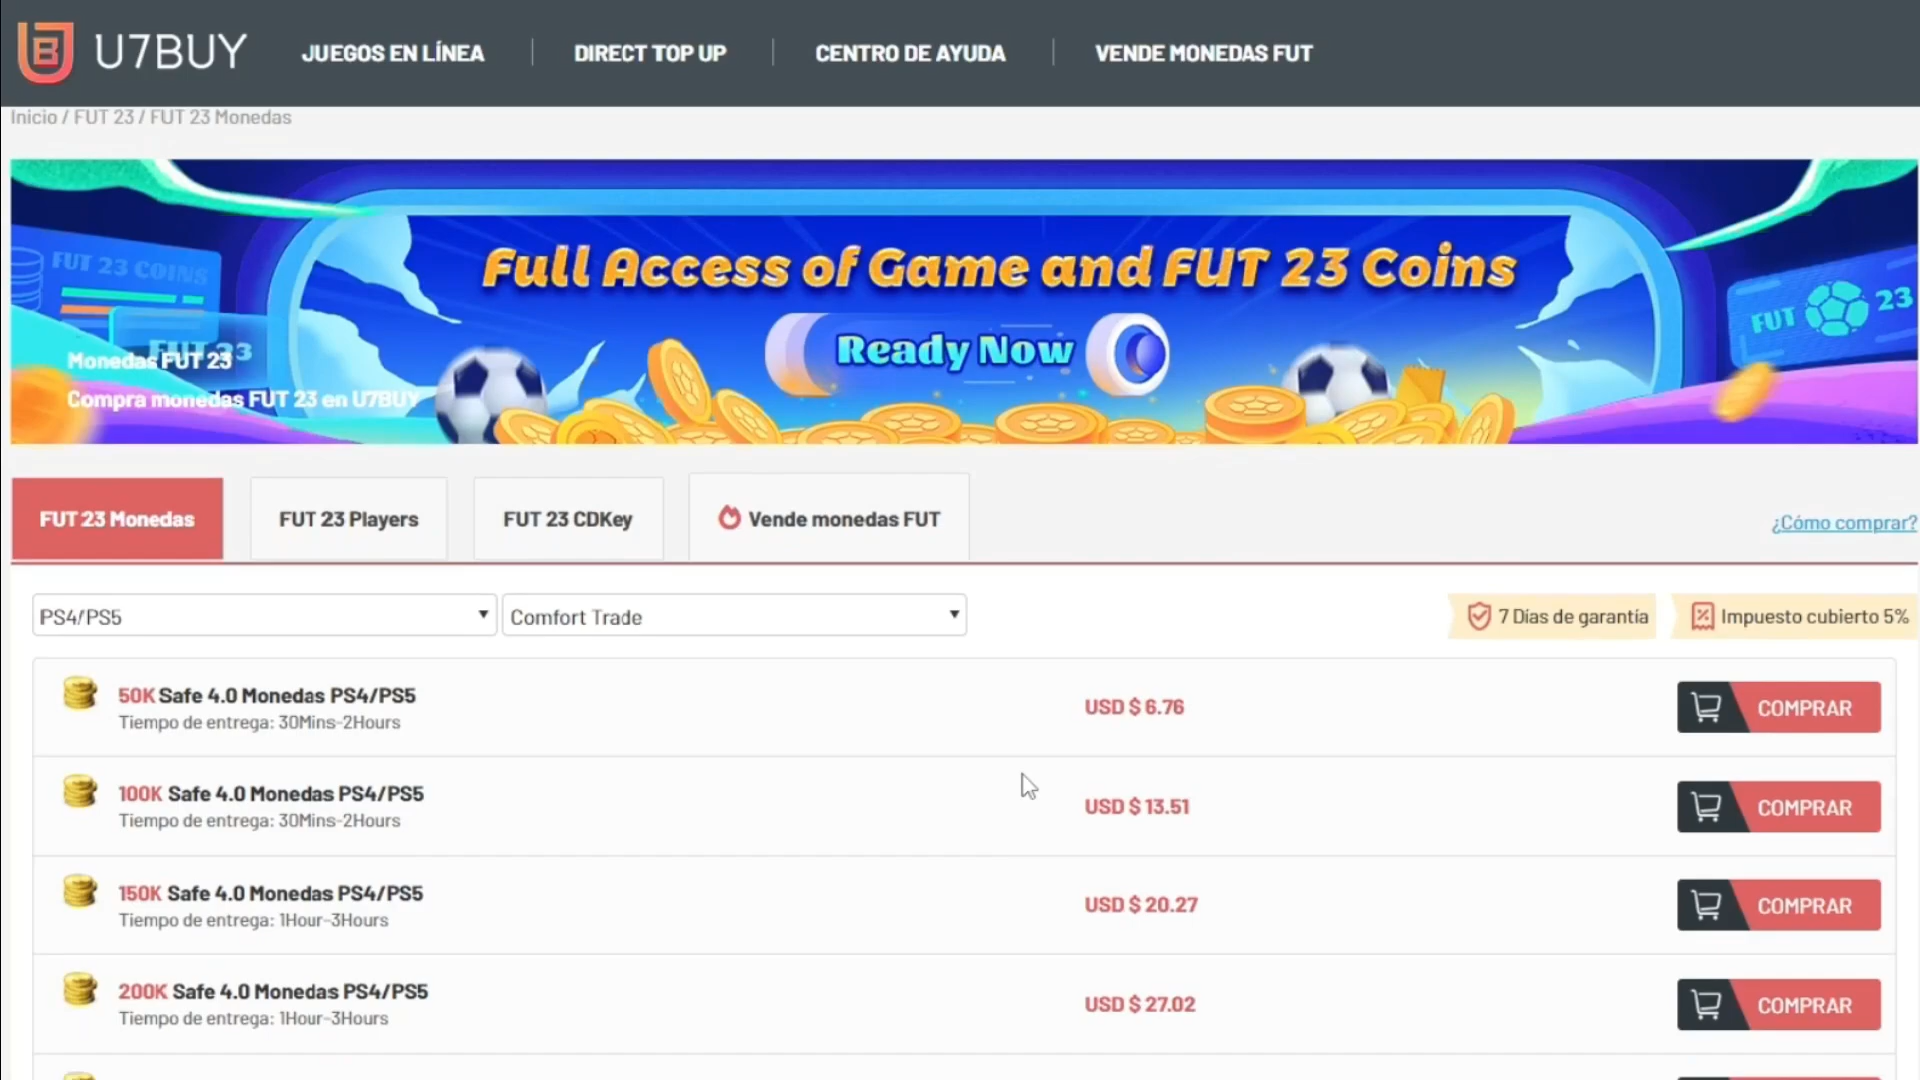 U7BUY
JUEGOS EN LÍNEA
DIRECT TOP UP
CENTRO DE AYUDA
VENDE MONEDAS FUT
Inicio / FUT 23 / FUT 23 Monedas
Full Access of Game and FUT 23 Coins
Ready Now
FUT 23 COINS
FUT 23
FUT 23
Monedas FUT 23
Compra monedas FUT 23 en U7BUY
FUT 23 Monedas
FUT 23 Players
FUT 23 CDKey
Vende monedas FUT
¿Cómo comprar?
PS4/PS5
Comfort Trade
7 Días de garantía
Impuesto cubierto 5%
50K Safe 4.0 Monedas PS4/PS5
Tiempo de entrega: 30Mins-2Hours
USD $ 6.76
COMPRAR
100K Safe 4.0 Monedas PS4/PS5
Tiempo de entrega: 30Mins-2Hours
USD $ 13.51
COMPRAR
150K Safe 4.0 Monedas PS4/PS5
Tiempo de entrega: 1Hour-3Hours
USD $ 20.27
COMPRAR
200K Safe 4.0 Monedas PS4/PS5
Tiempo de entrega: 1Hour-3Hours
USD $ 27.02
COMPRAR